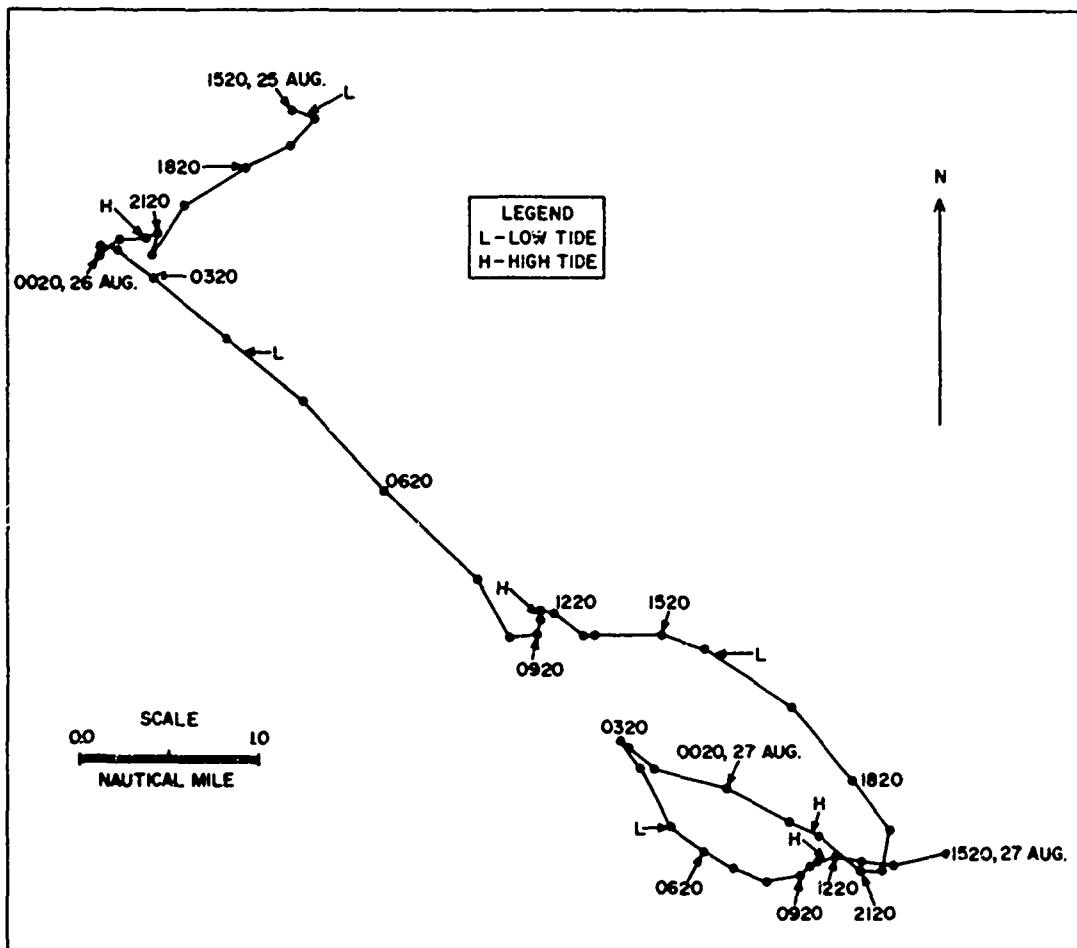 1520, 25 AUG.
L
1820
2120
H
N
LEGEND
L-LOW TIDE
H-HIGH TIDE
0320
0020, 26 AUG.
L
0620
H
1220
1520
0920
L
SCALE
0.0 1.0
NAUTICAL MILE
0320
0020, 27 AUG.
1820
H
L
H
1520, 27 AUG.
0620
1220
0920
2120